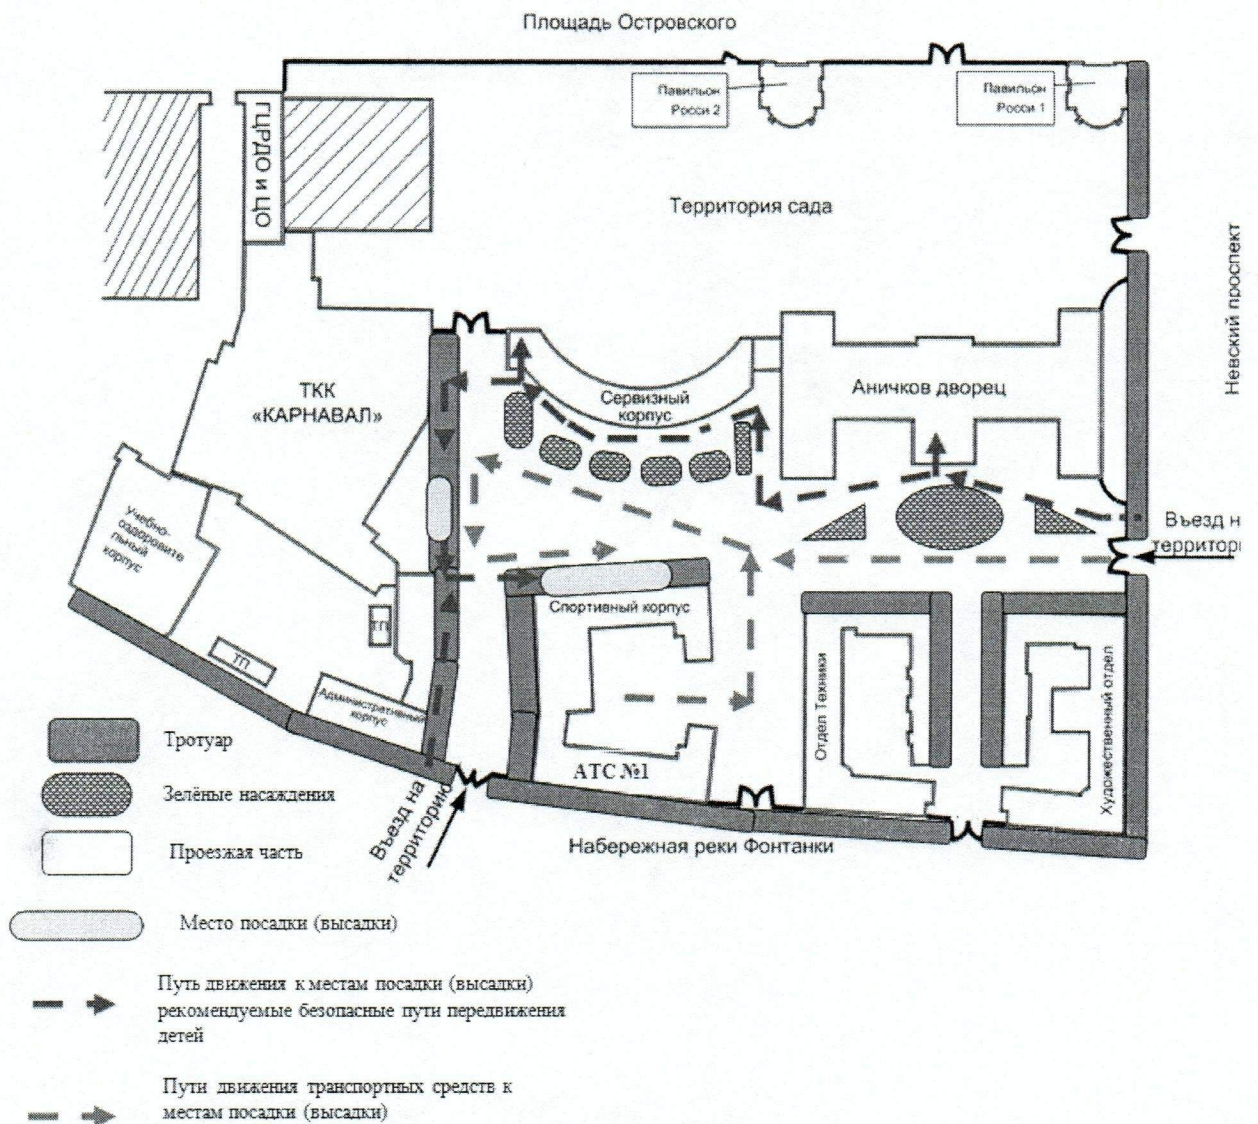 Площадь Островского
Павильон
Росси 2
Павильон
Росси 1
ГЦРДО и ЦО
Территория сада
Невский проспект
ТКК
«КАРНАВАЛ»
Сервизный
корпус
Аничков дворец
Учебно-
оздоровите
льный
корпус
Въезд н
территори
Спортивный корпус
ТП
ТП
Административный
корпус
Отдел Техники
Художественный отдел
АТС №1
Въезд на
территорию
Набережная реки Фонтанки
Тротуар
Зелёные насаждения
Проезжая часть
Место посадки (высадки)
Путь движения к местам посадки (высадки)
рекомендуемые безопасные пути передвижения
детей
Пути движения транспортных средств к
местам посадки (высадки)